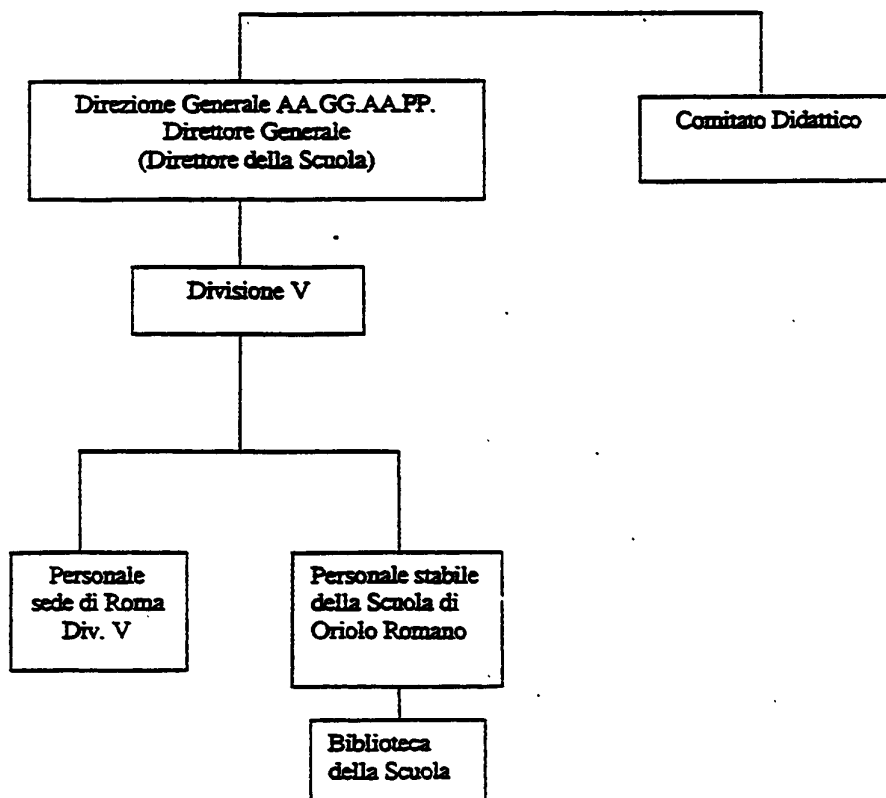 Direzione Generale AA.GG.AA.PP.
Direttore Generale
(Direttore della Scuola)
Comitato Didattico
Divisione V
Personale
sede di Roma
Div. V
Personale stabile
della Scuola di
Oriolo Romano
Biblioteca
della Scuola